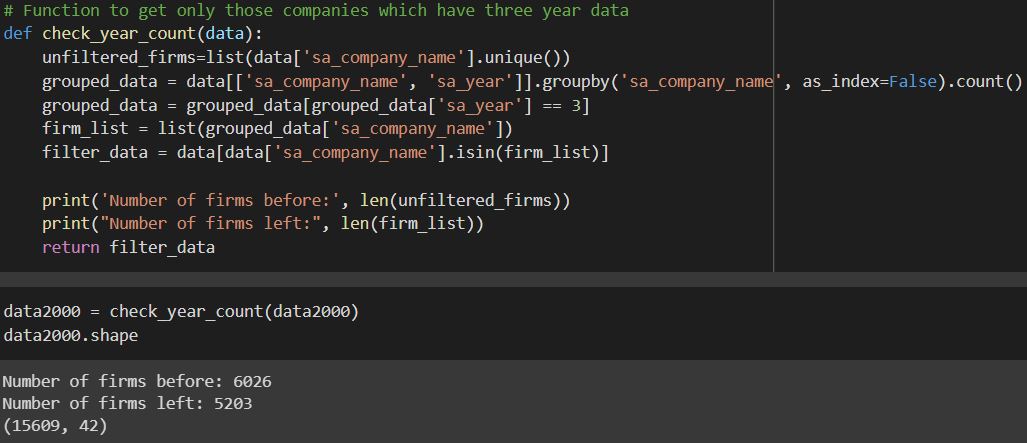 # Function to get only those companies which have three year data
def check_year_count(data):
    unfiltered_firms=list(data['sa_company_name'].unique())
    grouped_data = data[['sa_company_name', 'sa_year']].groupby('sa_company_name', as_index=False).count()
    grouped_data = grouped_data[grouped_data['sa_year'] == 3]
    firm_list = list(grouped_data['sa_company_name'])
    filter_data = data[data['sa_company_name'].isin(firm_list)]
    print('Number of firms before:', len(unfiltered_firms))
    print("Number of firms left:", len(firm_list))
    return filter_data
data2000 = check_year_count(data2000)
data2000.shape
Number of firms before: 6026
Number of firms left: 5203
(15609, 42)